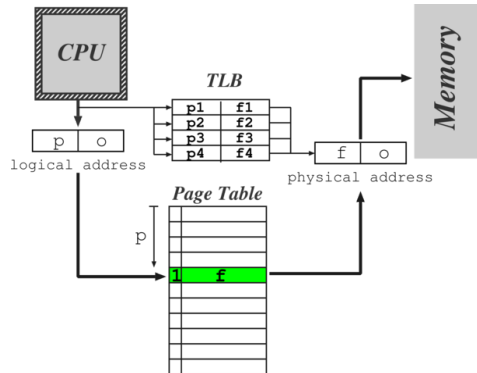 CPU
Memory
TLB
p1 f1
p2 f2
p3 f3
p4 f4
p o
logical address
f o
physical address
Page Table
p
1 f